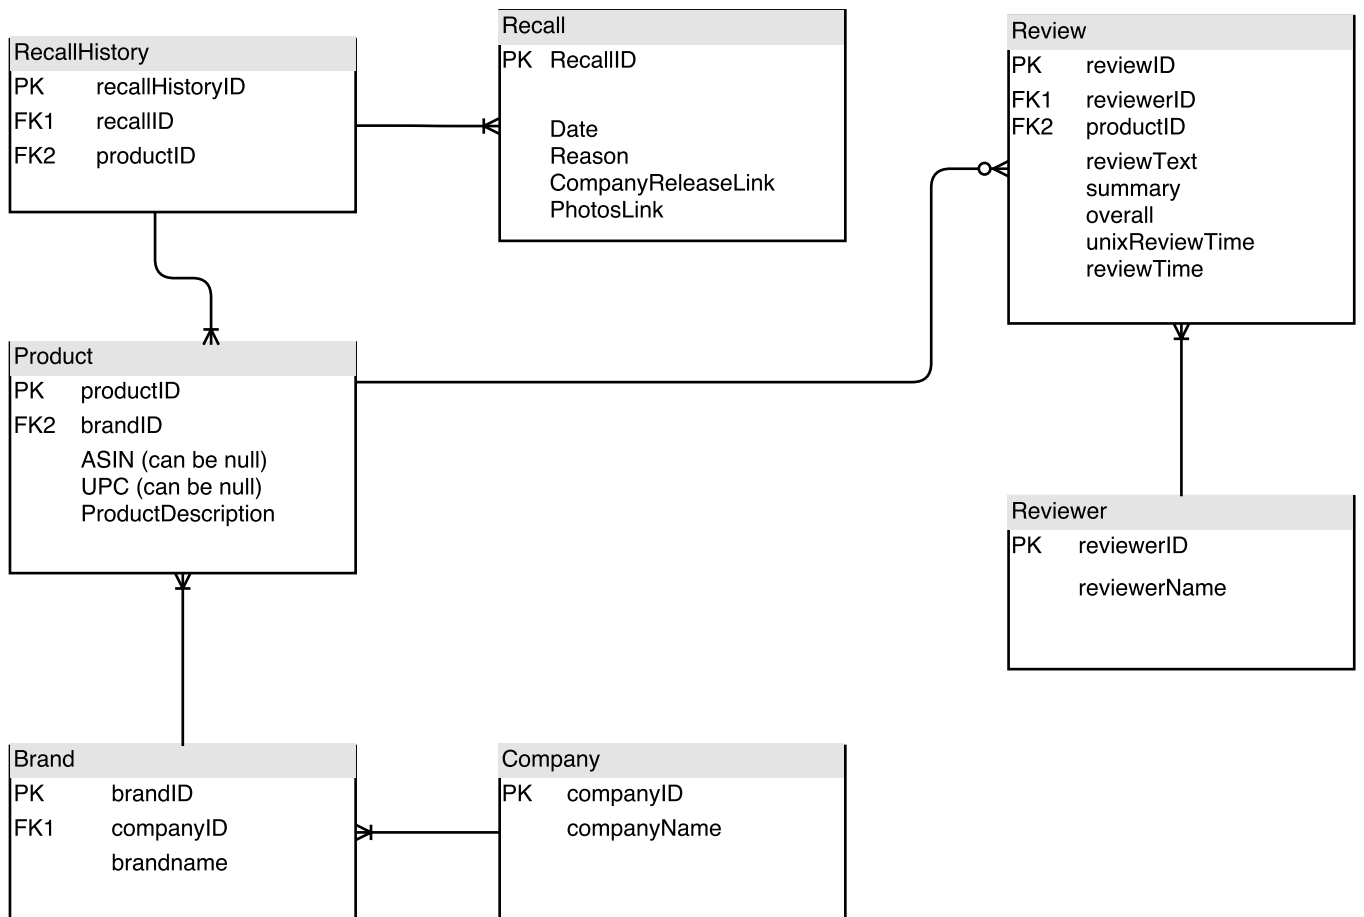 RecallHistory
PK recallHistoryID
FK1 recallID
FK2 productID
Recall
PK RecallID
Date
Reason
CompanyReleaseLink
PhotosLink
Review
PK reviewID
FK1 reviewerID
FK2 productID
reviewText
summary
overall
unixReviewTime
reviewTime
Product
PK productID
FK2 brandID
ASIN (can be null)
UPC (can be null)
ProductDescription
Reviewer
PK reviewerID
reviewerName
Brand
PK brandID
FK1 companyID
brandname
Company
PK companyID
companyName